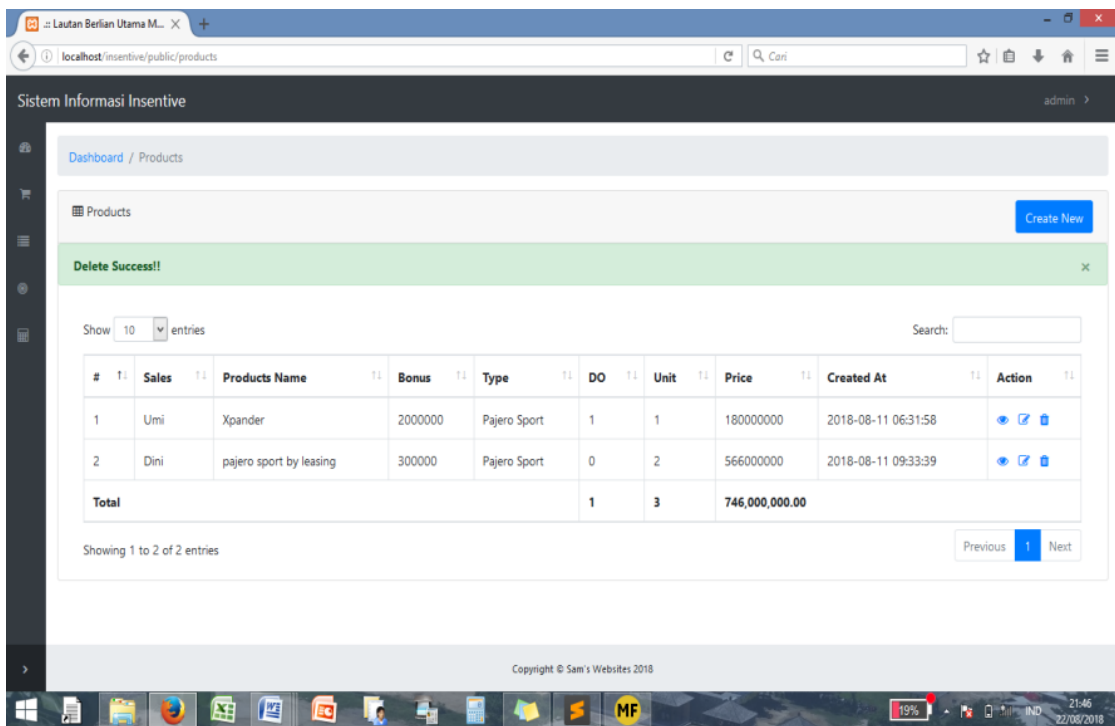 .:: Lautan Berlian Utama M...
localhost/insentive/public/products
Cari
Sistem Informasi Insentive
admin
Dashboard / Products
Products
Create New
Delete Success!!
×
Show 10 entries
Search:
# Sales Products Name Bonus Type DO Unit Price Created At Action
1 Umi Xpander 2000000 Pajero Sport 1 1 180000000 2018-08-11 06:31:58
2 Dini pajero sport by leasing 300000 Pajero Sport 0 2 566000000 2018-08-11 09:33:39
Total 1 3 746,000,000.00
Showing 1 to 2 of 2 entries
Previous 1 Next
Copyright © Sam's Websites 2018
MF
19%
IND
21:46
22/08/2018